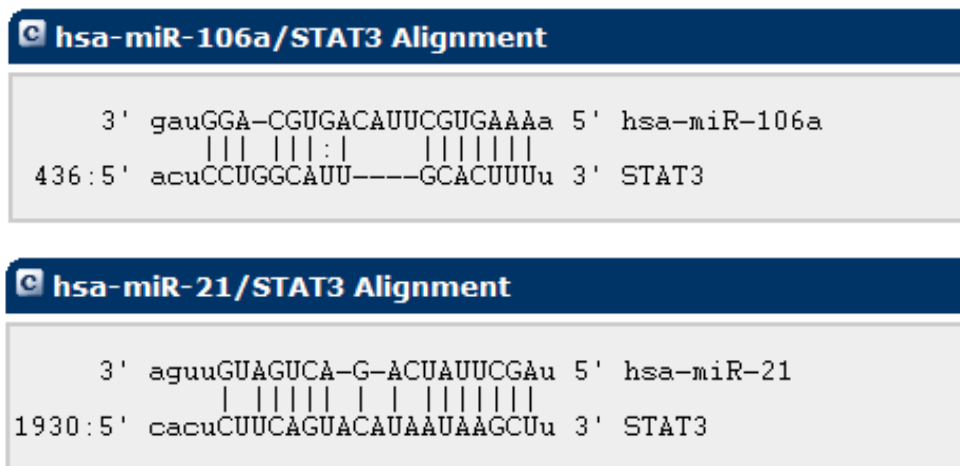 C hsa-miR-106a/STAT3 Alignment
3' gauGGA-CGUGACAUUCGUGAAAa 5' hsa-miR-106a
||| |||:| |||||||
436:5' acuCCUGGCAUU----GCACUUUu 3' STAT3
C hsa-miR-21/STAT3 Alignment
3' aguuGUAGUCA-G-ACUAUUCGAu 5' hsa-miR-21
| ||||| | | |||||||
1930:5' cacuCUUCAGUACAUAAUAAGCUu 3' STAT3